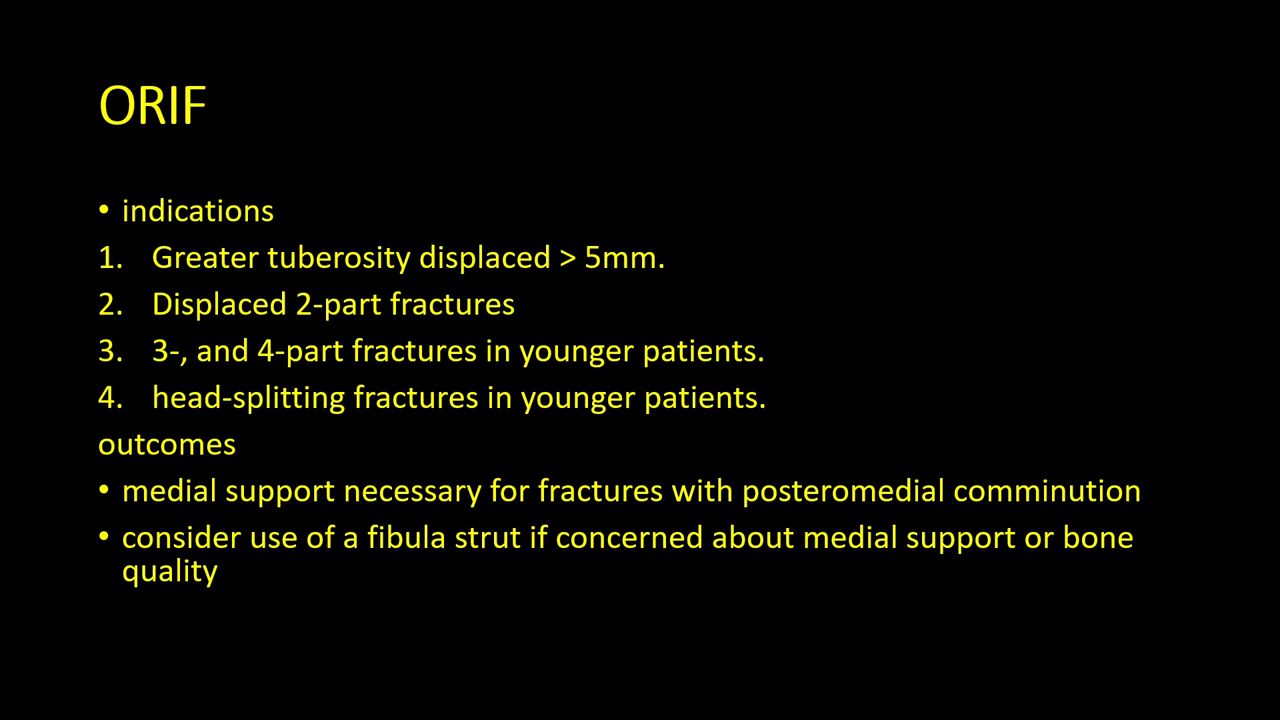 ORIF
• indications
1. Greater tuberosity displaced > 5mm.
2. Displaced 2-part fractures
3. 3-, and 4-part fractures in younger patients.
4. head-splitting fractures in younger patients.
outcomes
• medial support necessary for fractures with posteromedial comminution
• consider use of a fibula strut if concerned about medial support or bone
quality